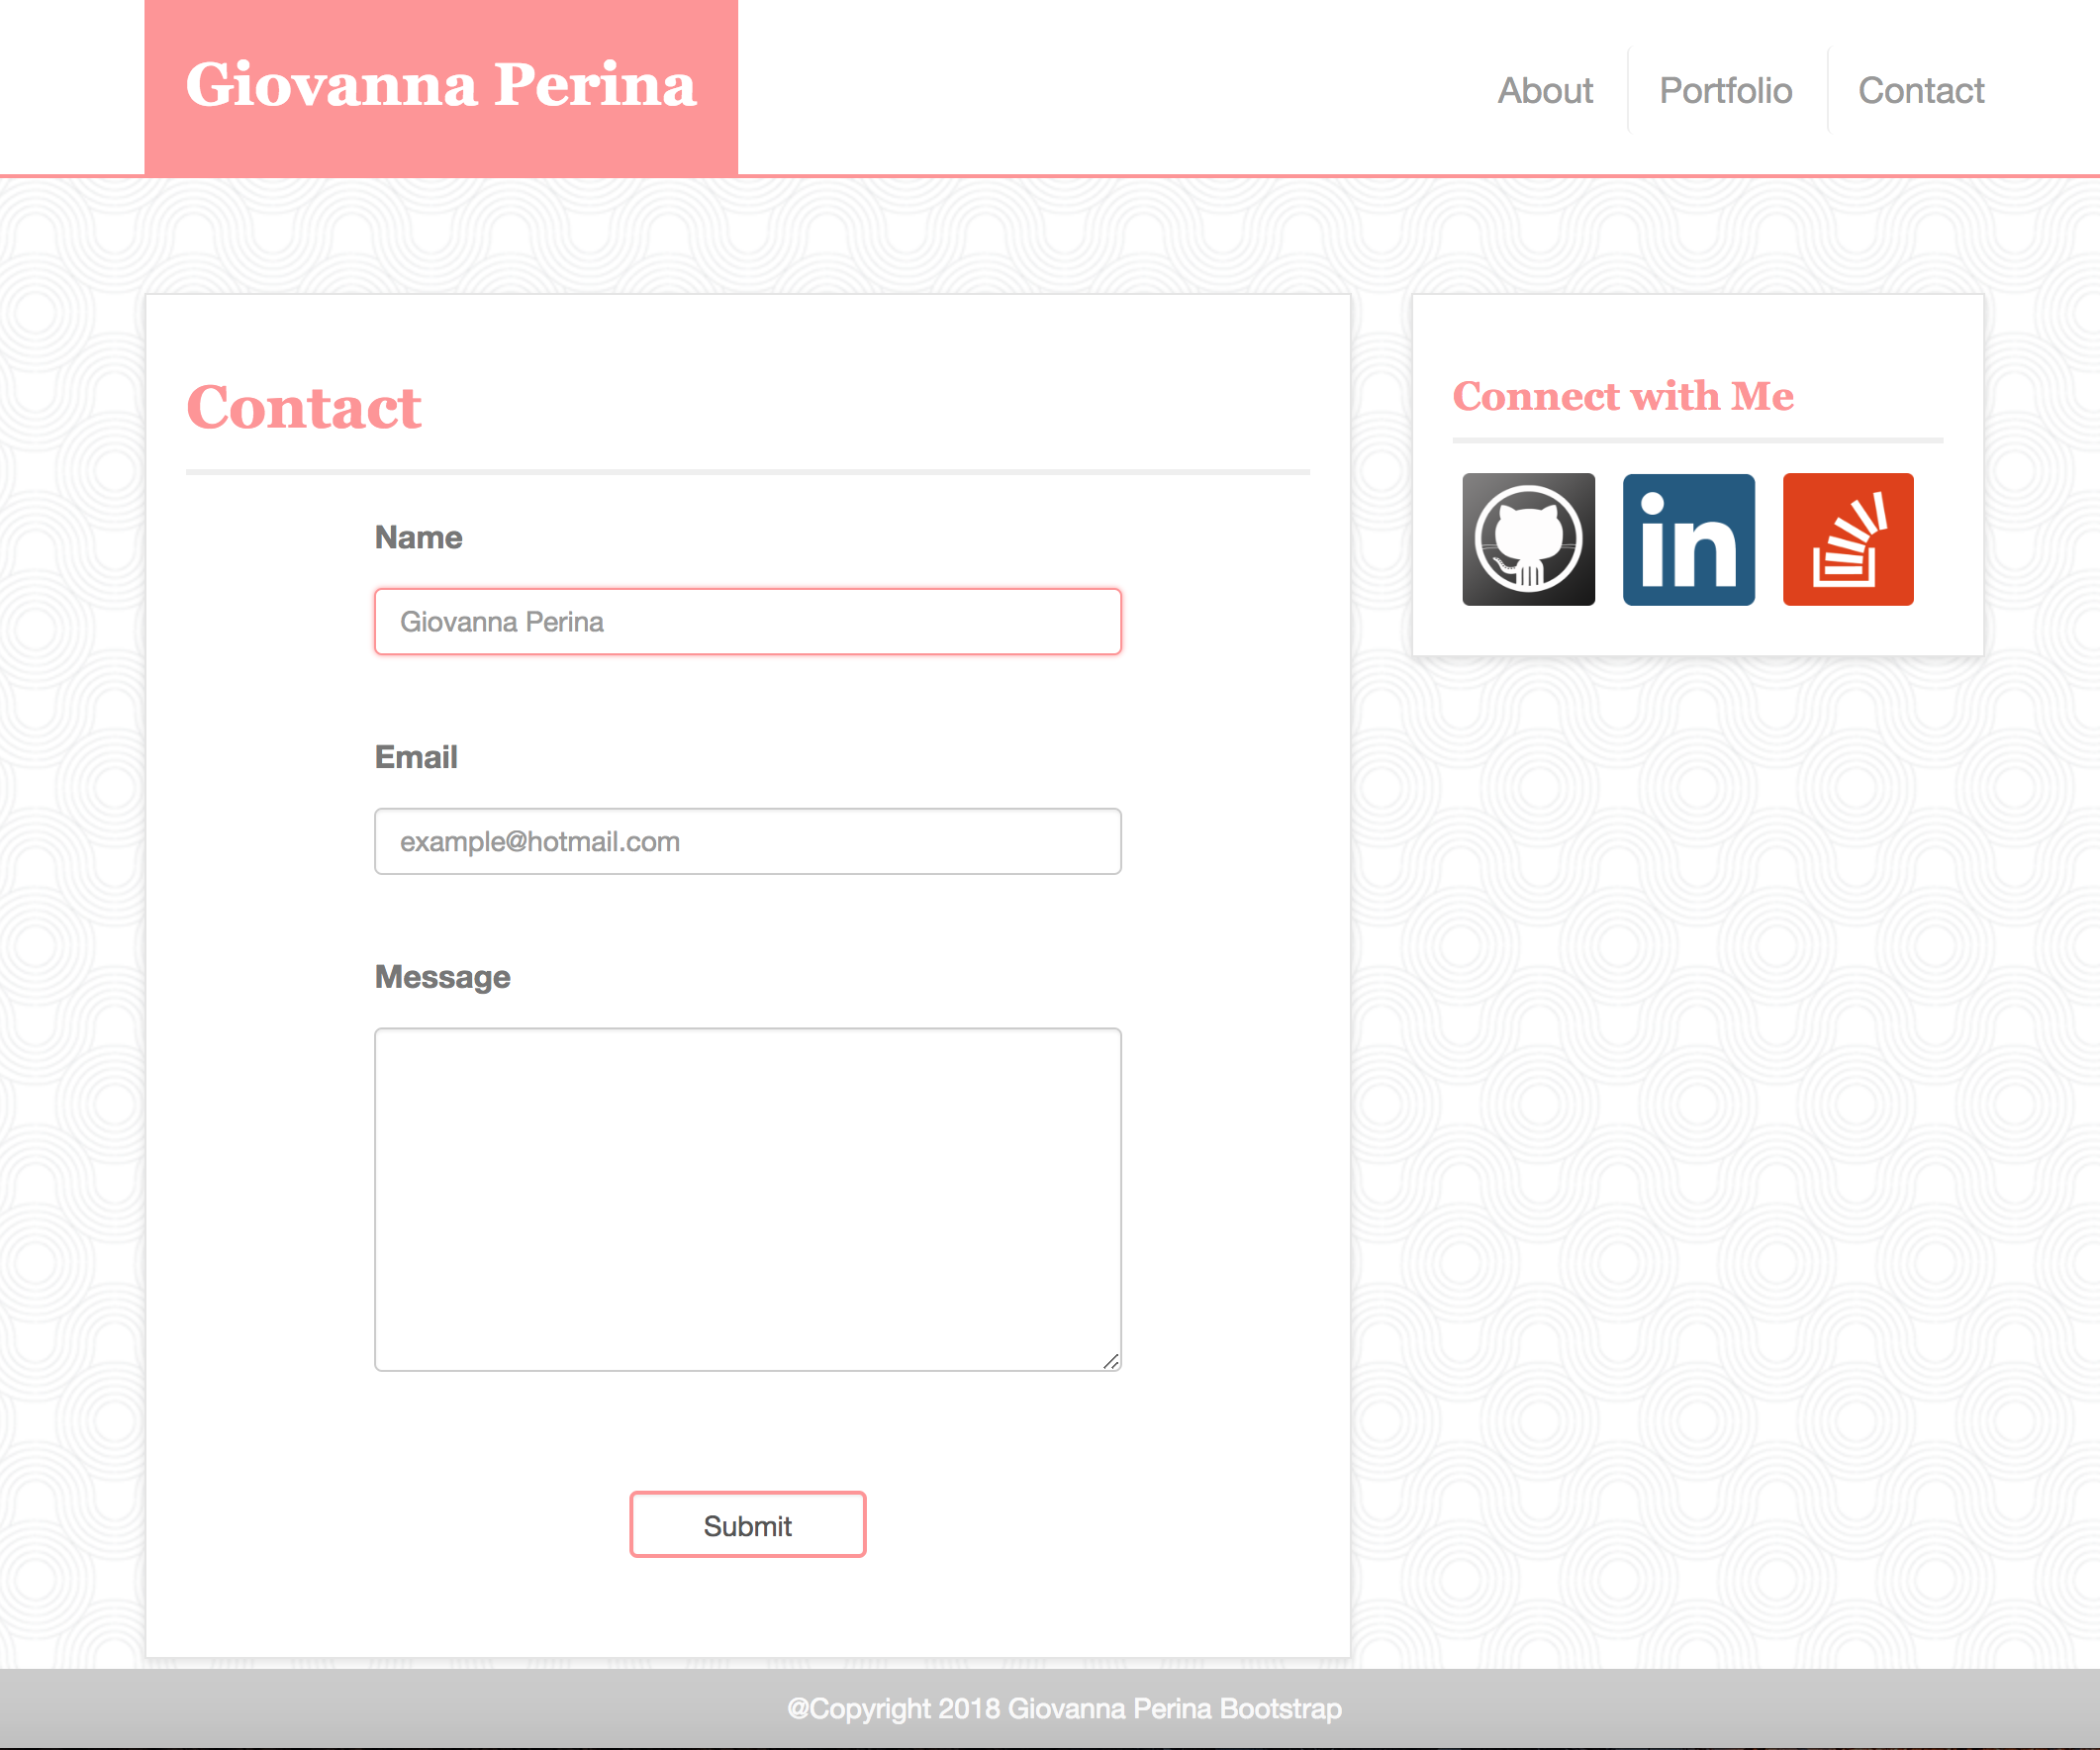 Giovanna Perina
About
Portfolio
Contact
Contact
Name
Giovanna Perina
Email
example@hotmail.com
Message
Submit
Connect with Me
in
@Copyright 2018 Giovanna Perina Bootstrap